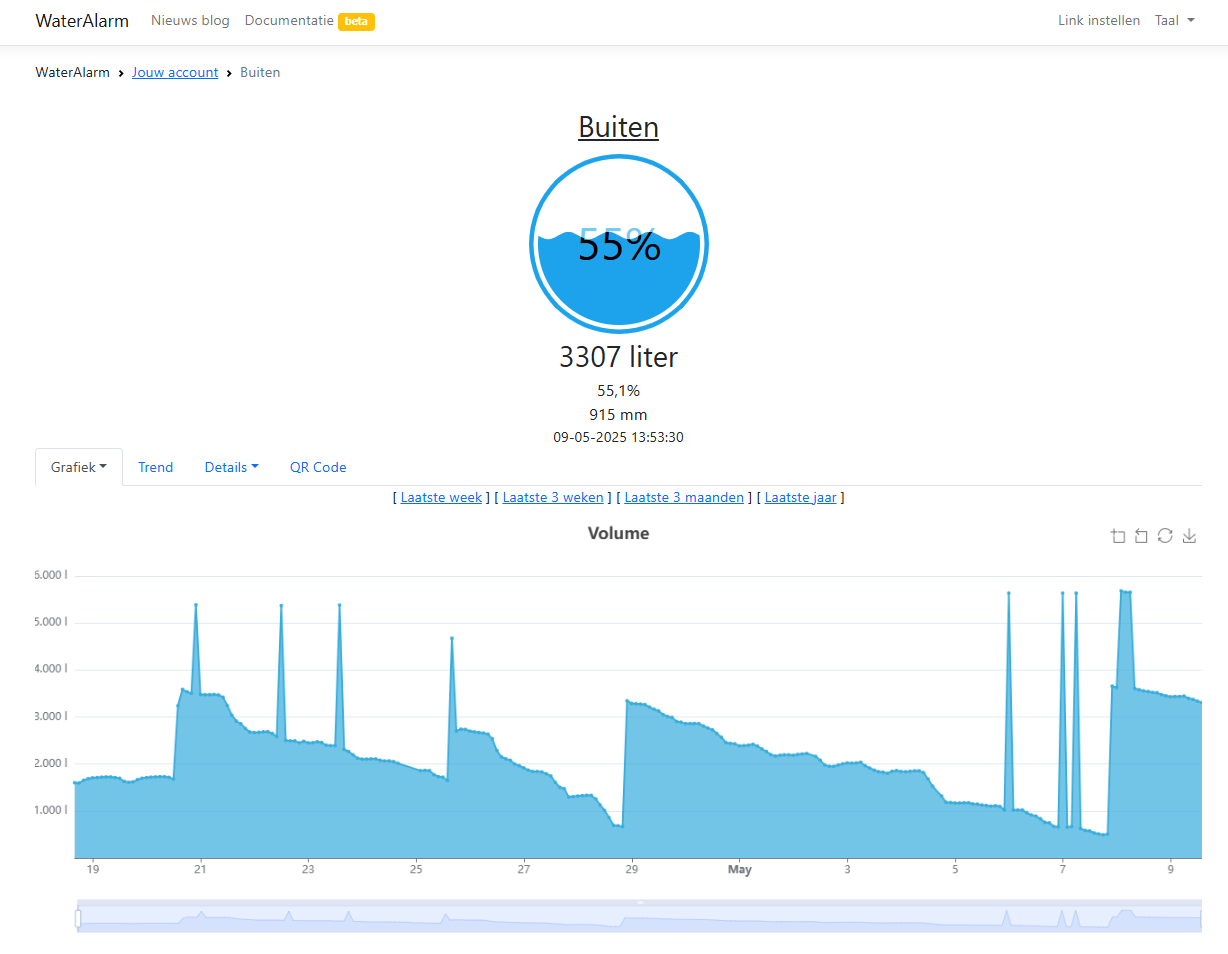 WaterAlarm Nieuws blog Documentatie beta Link instellen Taal
WaterAlarm › Jouw account › Buiten
Buiten
55%
3307 liter
55,1%
915 mm
09-05-2025 13:53:30
Grafiek Trend Details QR Code
[ Laatste week ] [ Laatste 3 weken ] [ Laatste 3 maanden ] [ Laatste jaar ]
Volume
6.000 l
5.000 l
4.000 l
3.000 l
2.000 l
1.000 l
19 21 23 25 27 29 May 3 5 7 9